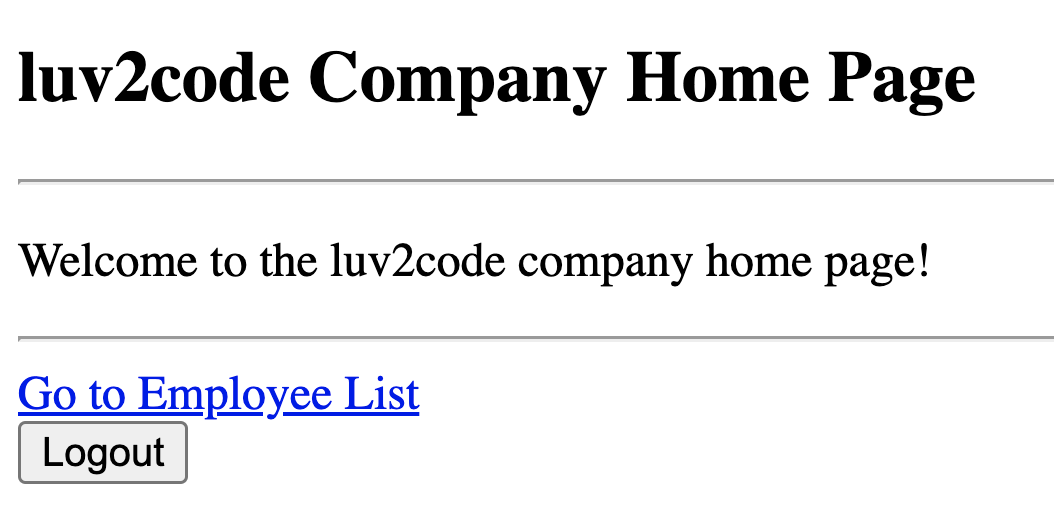 luv2code Company Home Page
Welcome to the luv2code company home page!
Go to Employee List
Logout